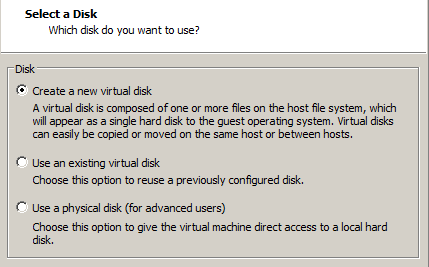 Select a Disk
Which disk do you want to use?
Disk
Create a new virtual disk
A virtual disk is composed of one or more files on the host file system, which
will appear as a single hard disk to the guest operating system. Virtual disks
can easily be copied or moved on the same host or between hosts.
Use an existing virtual disk
Choose this option to reuse a previously configured disk.
Use a physical disk (for advanced users)
Choose this option to give the virtual machine direct access to a local hard
disk.